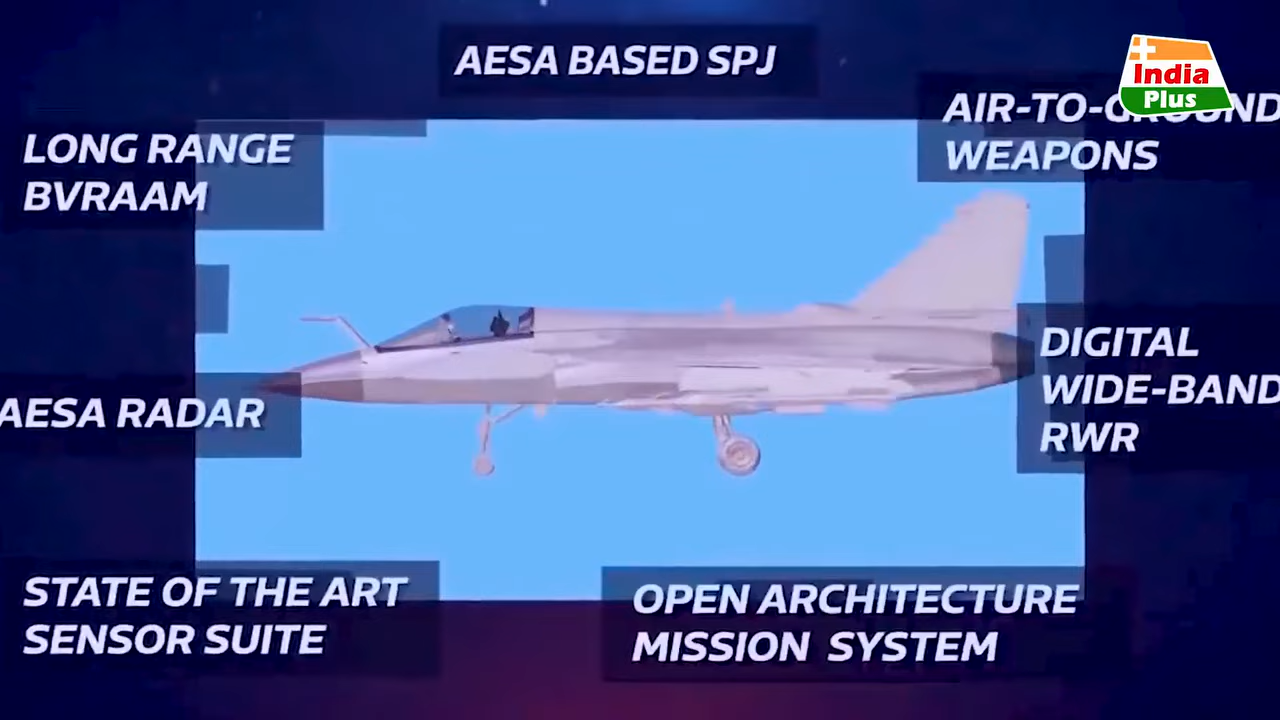 AESA BASED SPJ
India
Plus
AIR-TO-GROUND
WEAPONS
LONG RANGE
BVRAAM
DIGITAL
WIDE-BAND
RWR
AESA RADAR
STATE OF THE ART
SENSOR SUITE
OPEN ARCHITECTURE
MISSION SYSTEM